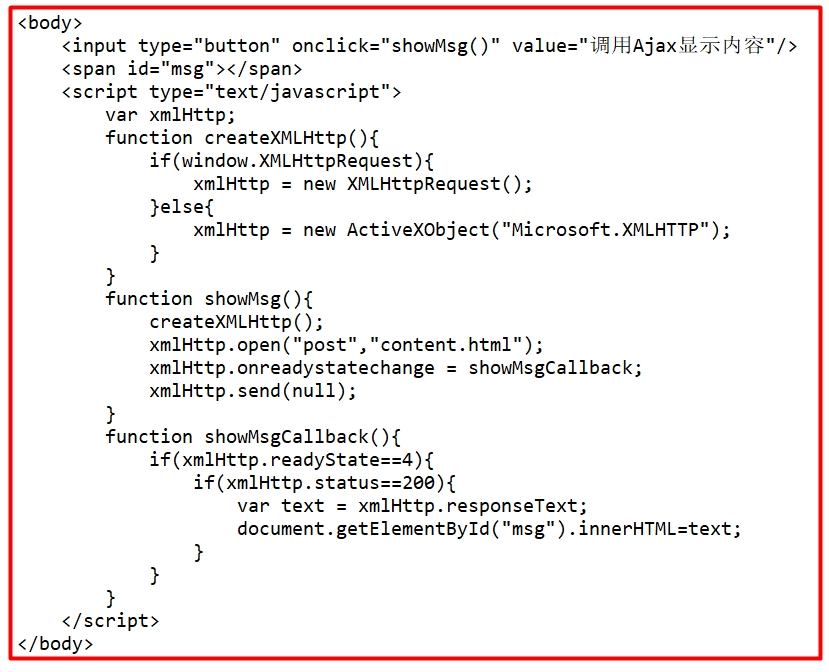 <body>
    <input type="button" onclick="showMsg()" value="调用Ajax显示内容"/>
    <span id="msg"></span>
    <script type="text/javascript">
        var xmlHttp;
        function createXMLHttp(){
            if(window.XMLHttpRequest){
                xmlHttp = new XMLHttpRequest();
            }else{
                xmlHttp = new ActiveXObject("Microsoft.XMLHTTP");
            }
        }
        function showMsg(){
            createXMLHttp();
            xmlHttp.open("post","content.html");
            xmlHttp.onreadystatechange = showMsgCallback;
            xmlHttp.send(null);
        }
        function showMsgCallback(){
            if(xmlHttp.readyState==4){
                if(xmlHttp.status==200){
                    var text = xmlHttp.responseText;
                    document.getElementById("msg").innerHTML=text;
                }
            }
        }
    </script>
</body>